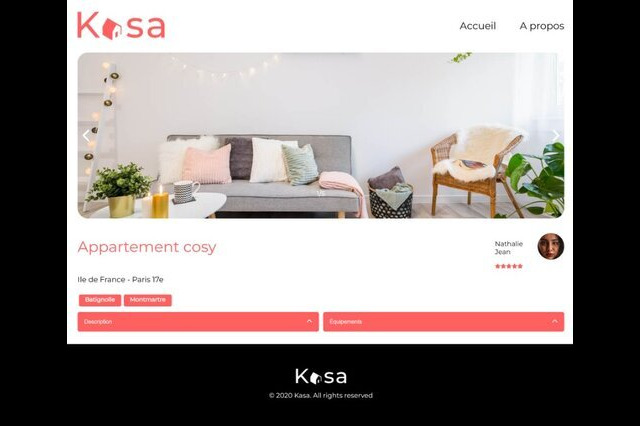 Kasa
Accueil A propos
Appartement cosy
Nathalie
Jean
Ile de France - Paris 17e
Batignolle Montmartre
Description Équipements
Kasa
© 2020 Kasa. All rights reserved